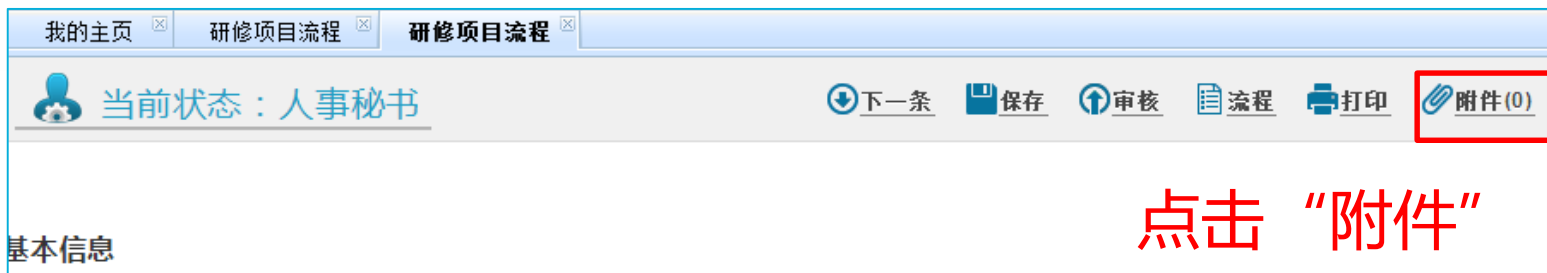 我的主页 研修项目流程 研修项目流程
当前状态：人事秘书 下一条 保存 审核 流程 打印 附件(0)
点击“附件”
基本信息